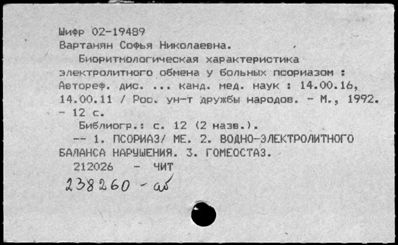 Шифр 02-19489
Вартанян Софья Николаевна.
Биоритмологическая характеристика
электролитного обмена у больных псориазом :
Автореф. дис. ... канд. мед. наук : 14.00.16,
14.00.11 / Рос. ун-т дружбы народов. - М., 1992.
- 12 с.
Библиогр.: с. 12 (2 назв.).
-- 1. ПСОРИАЗ/ МЕ. 2. ВОДНО-ЭЛЕКТРОЛИТНОГО
БАЛАНСА НАРУШЕНИЯ. 3. ГОМЕОСТАЗ.
212026 - ЧИТ
238260 - аб